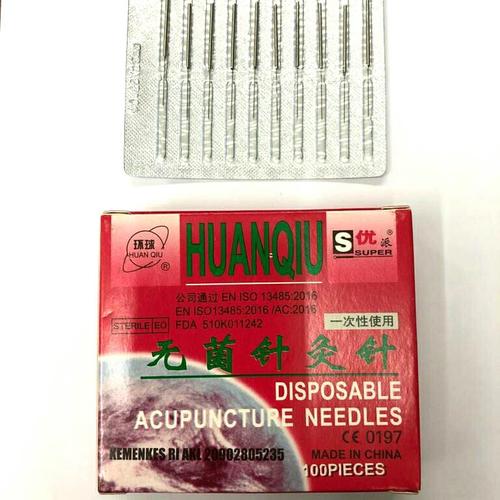 环球
HUAN QIU
®
HUANQIU
S优派®
SUPER
公司通过 EN ISO 13485:2016
EN ISO13485:2016 /AC:2016
FDA 510K011242
STERILE EO
一次性使用
无菌针灸针
DISPOSABLE
ACUPUNCTURE NEEDLES
CE 0197
KEMENKES RI AKL 20902805235
MADE IN CHINA
100PIECES